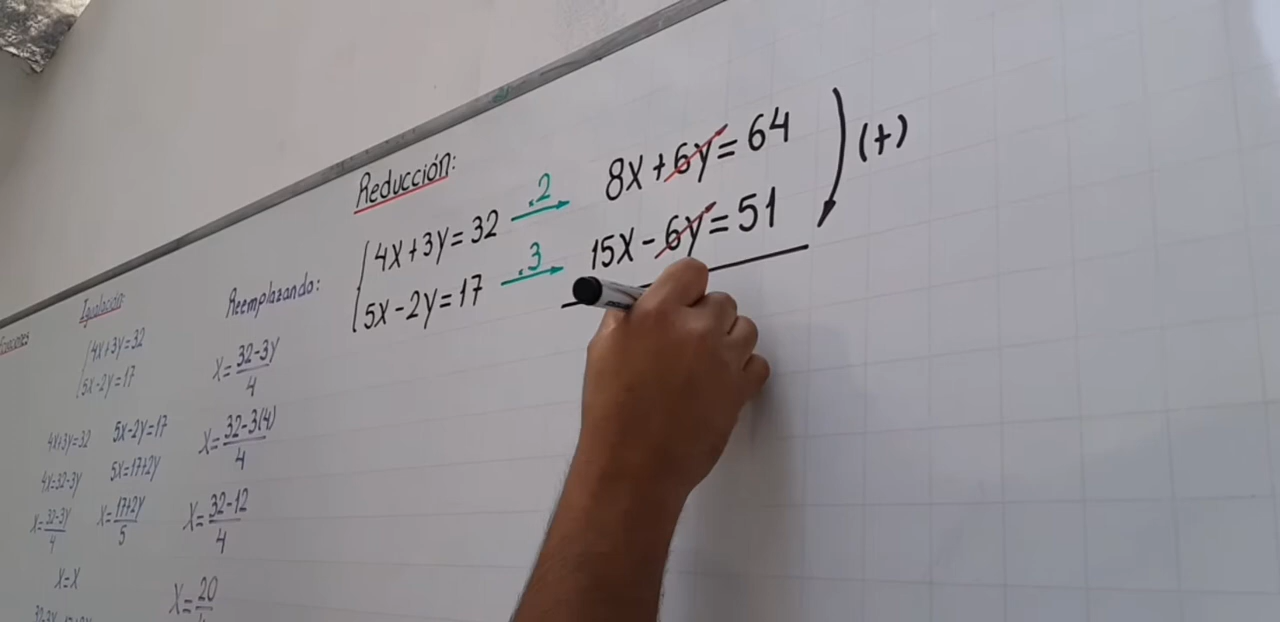 Igualación:
{4x+3y=32
5x-2y=17
4x+3y=32 5x-2y=17
4x=32-3y 5x=17+2y
x=32-3y/4 x=17+2y/5
x=x
Reemplazando:
x=32-3y/4
x=32-3(4)/4
x=32-12/4
x=20
Reducción:
{4x+3y=32 .2→ 8x+6y=64
5x-2y=17 .3→ 15x-6y=51
(+)